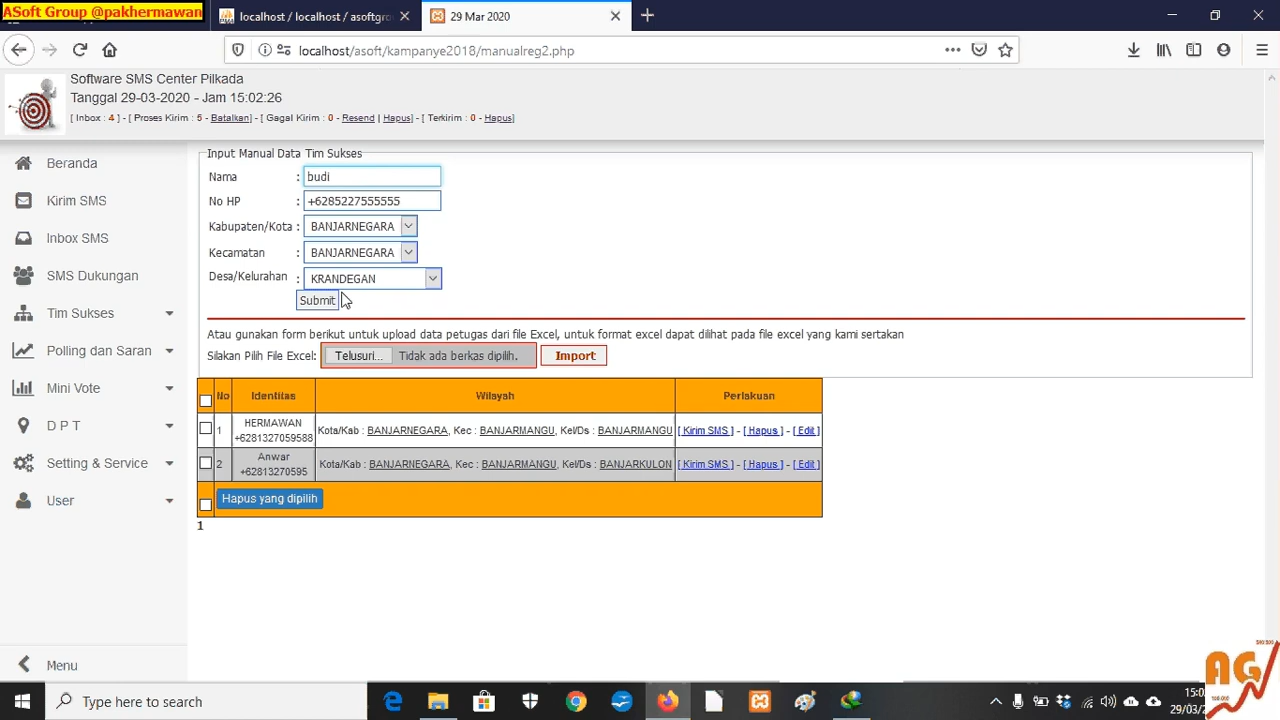 ASoft Group @pakhermawan
localhost / localhost / asoftgro
29 Mar 2020
localhost/asoft/kampanye2018/manualreg2.php
Software SMS Center Pilkada
Tanggal 29-03-2020 - Jam 15:02:26
[ Inbox : 4 ] - [ Proses Kirim : 5 - Batalkan] - [ Gagal Kirim : 0 - Resend | Hapus] - [ Terkirim : 0 - Hapus]
Beranda
Kirim SMS
Inbox SMS
SMS Dukungan
Tim Sukses
Polling dan Saran
Mini Vote
D P T
Setting & Service
User
Menu
Input Manual Data Tim Sukses
Nama : budi
No HP : +6285227555555
Kabupaten/Kota : BANJARNEGARA
Kecamatan : BANJARNEGARA
Desa/Kelurahan : KRANDEGAN
Submit
Atau gunakan form berikut untuk upload data petugas dari file Excel, untuk format excel dapat dilihat pada file excel yang kami sertakan
Silakan Pilih File Excel: Telusuri... Tidak ada berkas dipilih. Import
No Identitas Wilayah Perlakuan
1 HERMAWAN +6281327059588 Kota/Kab : BANJARNEGARA, Kec : BANJARMANGU, Kel/Ds : BANJARMANGU [ Kirim SMS ] - [ Hapus ] - [ Edit ]
2 Anwar +62813270595 Kota/Kab : BANJARNEGARA, Kec : BANJARMANGU, Kel/Ds : BANJARKULON [ Kirim SMS ] - [ Hapus ] - [ Edit ]
Hapus yang dipilih
1
Type here to search
15:0
29/03/2
AG